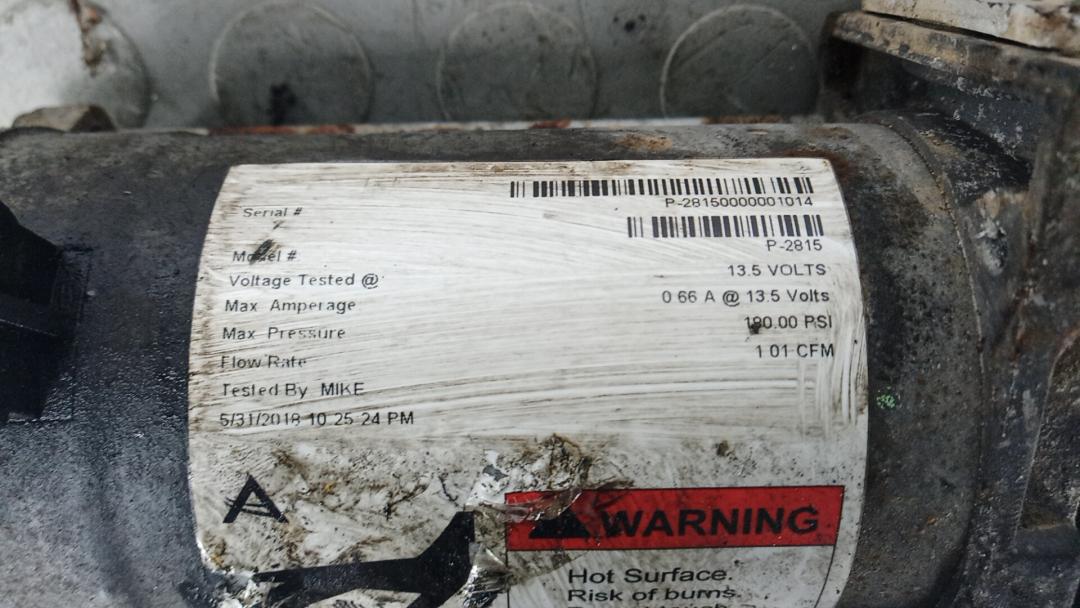 Serial #
P-28150000001014
Model #
P-2815
Voltage Tested @ 13.5 VOLTS
Max Amperage 0 66 A @ 13.5 Volts
Max Pressure PSI
Flow Rate 1 01 CFM
Tested By MIKE
5/31/2018 10 25 24 PM
WARNING
Hot Surface.
Risk of burns.